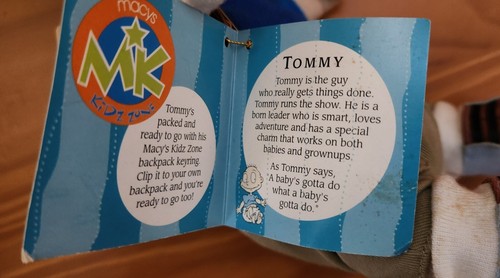 macys
MK
KidZ ZONE
Tommy's
packed and
ready to go with his
Macy's Kidz Zone
backpack keyring.
Clip it to your own
backpack and you're
ready to go too!
TOMMY
Tommy is the guy
who really gets things done.
Tommy runs the show. He is a
born leader who is smart, loves
adventure and has a special
charm that works on both
babies and grownups.
As Tommy says,
"A baby's gotta do
what a baby's
gotta do."